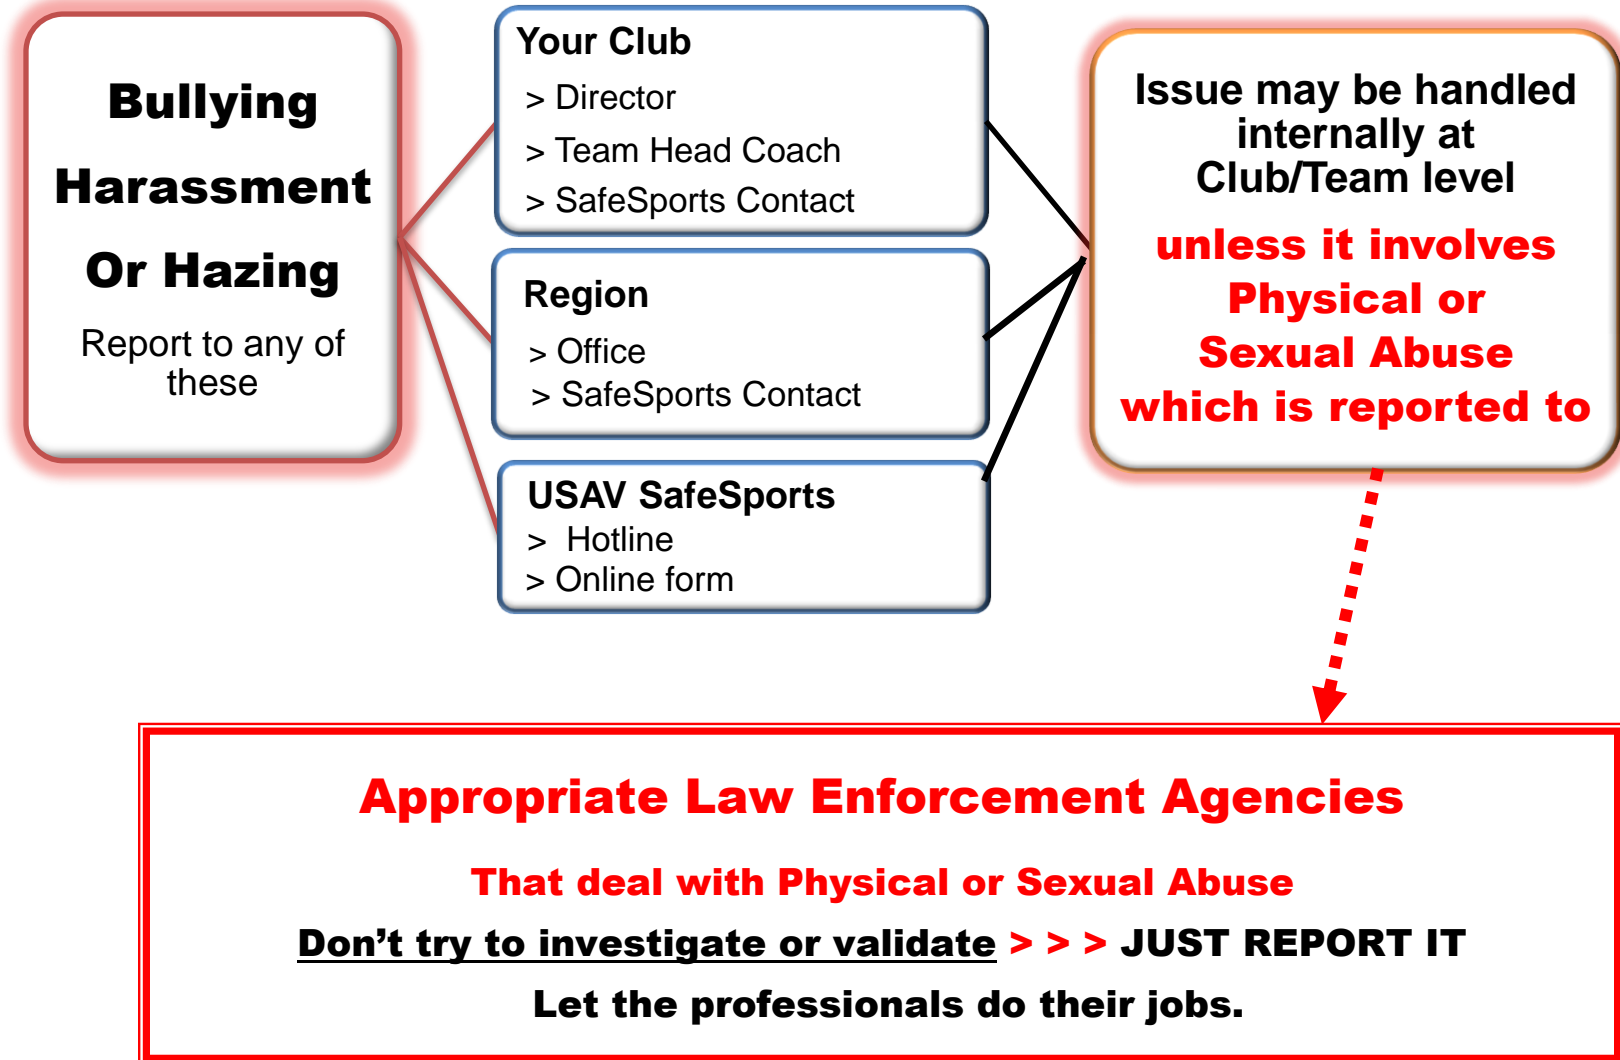 Bullying
Harassment
Or Hazing
Report to any of
these
Your Club
> Director
> Team Head Coach
> SafeSports Contact
Region
> Office
> SafeSports Contact
USAV SafeSports
> Hotline
> Online form
Issue may be handled
internally at
Club/Team level
unless it involves
Physical or
Sexual Abuse
which is reported to
Appropriate Law Enforcement Agencies
That deal with Physical or Sexual Abuse
Don’t try to investigate or validate > > > JUST REPORT IT
Let the professionals do their jobs.